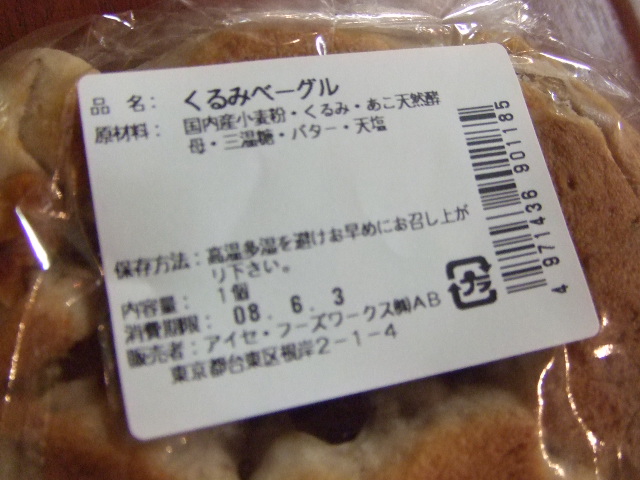 品名： くるみベーグル
原材料： 国内産小麦粉・くるみ・あこ天然酵
母・三温糖・バター・天塩
保存方法：高温多湿を避けお早めにお召し上が
り下さい。
内容量： 1個
消費期限： 08. 6. 3
販売者：アイセ・フーズワークス㈱AB
東京都台東区根岸2-1-4
プラ
4 971436 901185